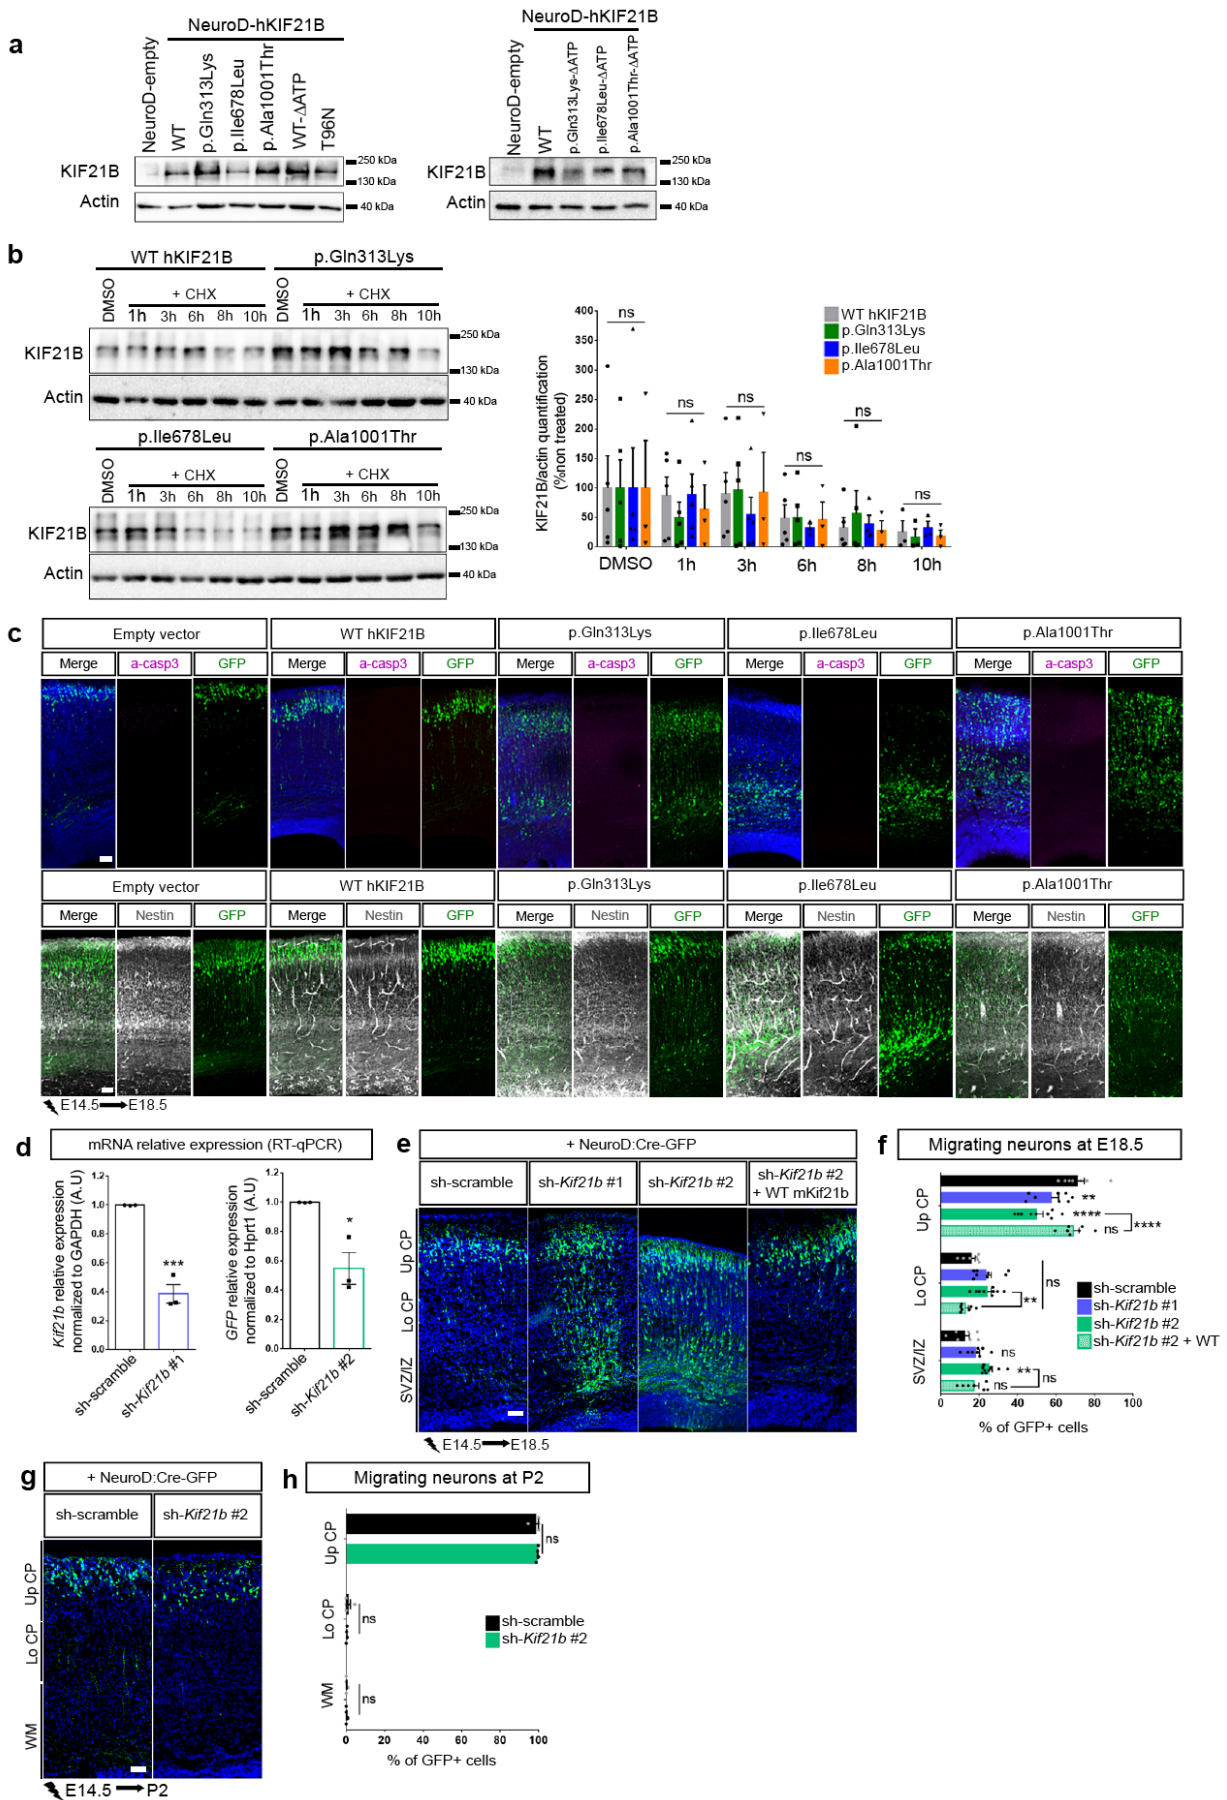 a
NeuroD-hKIF21B
NeuroD-empty
WT
p.Gln313Lys
p.Ile678Leu
p.Ala1001Thr
WT-ΔATP
T96N
KIF21B
250 kDa
130 kDa
Actin
40 kDa
NeuroD-hKIF21B
NeuroD-empty
WT
p.Gln313Lys-ΔATP
p.Ile678Leu-ΔATP
p.Ala1001Thr-ΔATP
KIF21B
250 kDa
130 kDa
Actin
40 kDa
b
WT hKIF21B p.Gln313Lys
DMSO + CHX DMSO + CHX
1h 3h 6h 8h 10h 1h 3h 6h 8h 10h
KIF21B
250 kDa
130 kDa
Actin
40 kDa
p.Ile678Leu p.Ala1001Thr
DMSO + CHX DMSO + CHX
1h 3h 6h 8h 10h 1h 3h 6h 8h 10h
KIF21B
250 kDa
130 kDa
Actin
40 kDa
KIF21B/actin quantification
(%non treated)
400
350
300
250
200
150
100
50
0
ns
ns
ns
ns
ns
ns
WT hKIF21B
p.Gln313Lys
p.Ile678Leu
p.Ala1001Thr
DMSO 1h 3h 6h 8h 10h
c
Empty vector WT hKIF21B p.Gln313Lys p.Ile678Leu p.Ala1001Thr
Merge a-casp3 GFP Merge a-casp3 GFP Merge a-casp3 GFP Merge a-casp3 GFP Merge a-casp3 GFP
Empty vector WT hKIF21B p.Gln313Lys p.Ile678Leu p.Ala1001Thr
Merge Nestin GFP Merge Nestin GFP Merge Nestin GFP Merge Nestin GFP Merge Nestin GFP
E14.5 E18.5
d
mRNA relative expression (RT-qPCR)
Kif21b relative expression
normalized to GAPDH (A.U)
1.2
1.0
0.8
0.6
0.4
0.2
0.0
***
sh-scramble
sh-Kif21b #1
GFP relative expression
normalized to Hprt1 (A.U)
1.2
1.0
0.8
0.6
0.4
0.2
0.0
*
sh-scramble
sh-Kif21b #2
e
+ NeuroD:Cre-GFP
sh-scramble sh-Kif21b #1 sh-Kif21b #2 sh-Kif21b #2
+ WT mKif21b
Up CP
Lo CP
SVZ/IZ
E14.5 E18.5
f
Migrating neurons at E18.5
Up CP
Lo CP
SVZ/IZ
**
****
****
ns
ns
**
ns
**
ns
ns
sh-scramble
sh-Kif21b #1
sh-Kif21b #2
sh-Kif21b #2 + WT
0 20 40 60 80 100
% of GFP+ cells
g
+ NeuroD:Cre-GFP
sh-scramble sh-Kif21b #2
Up CP
Lo CP
WM
E14.5 P2
h
Migrating neurons at P2
Up CP
Lo CP
WM
ns
ns
ns
sh-scramble
sh-Kif21b #2
0 20 40 60 80 100
% of GFP+ cells